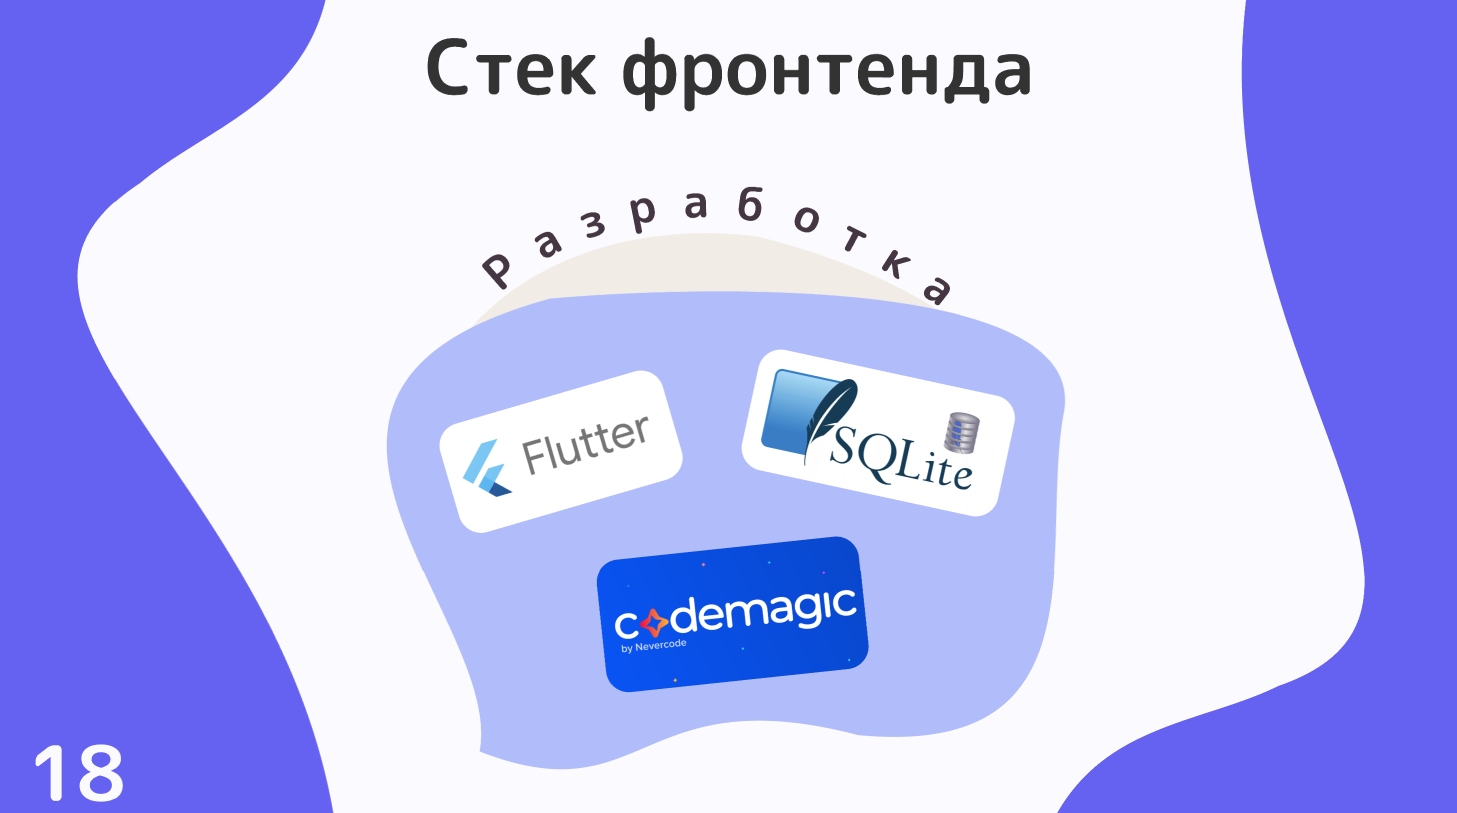 Стек фронтенда
Разработка
Flutter
SQLite
codemagic
by Nevercode
18